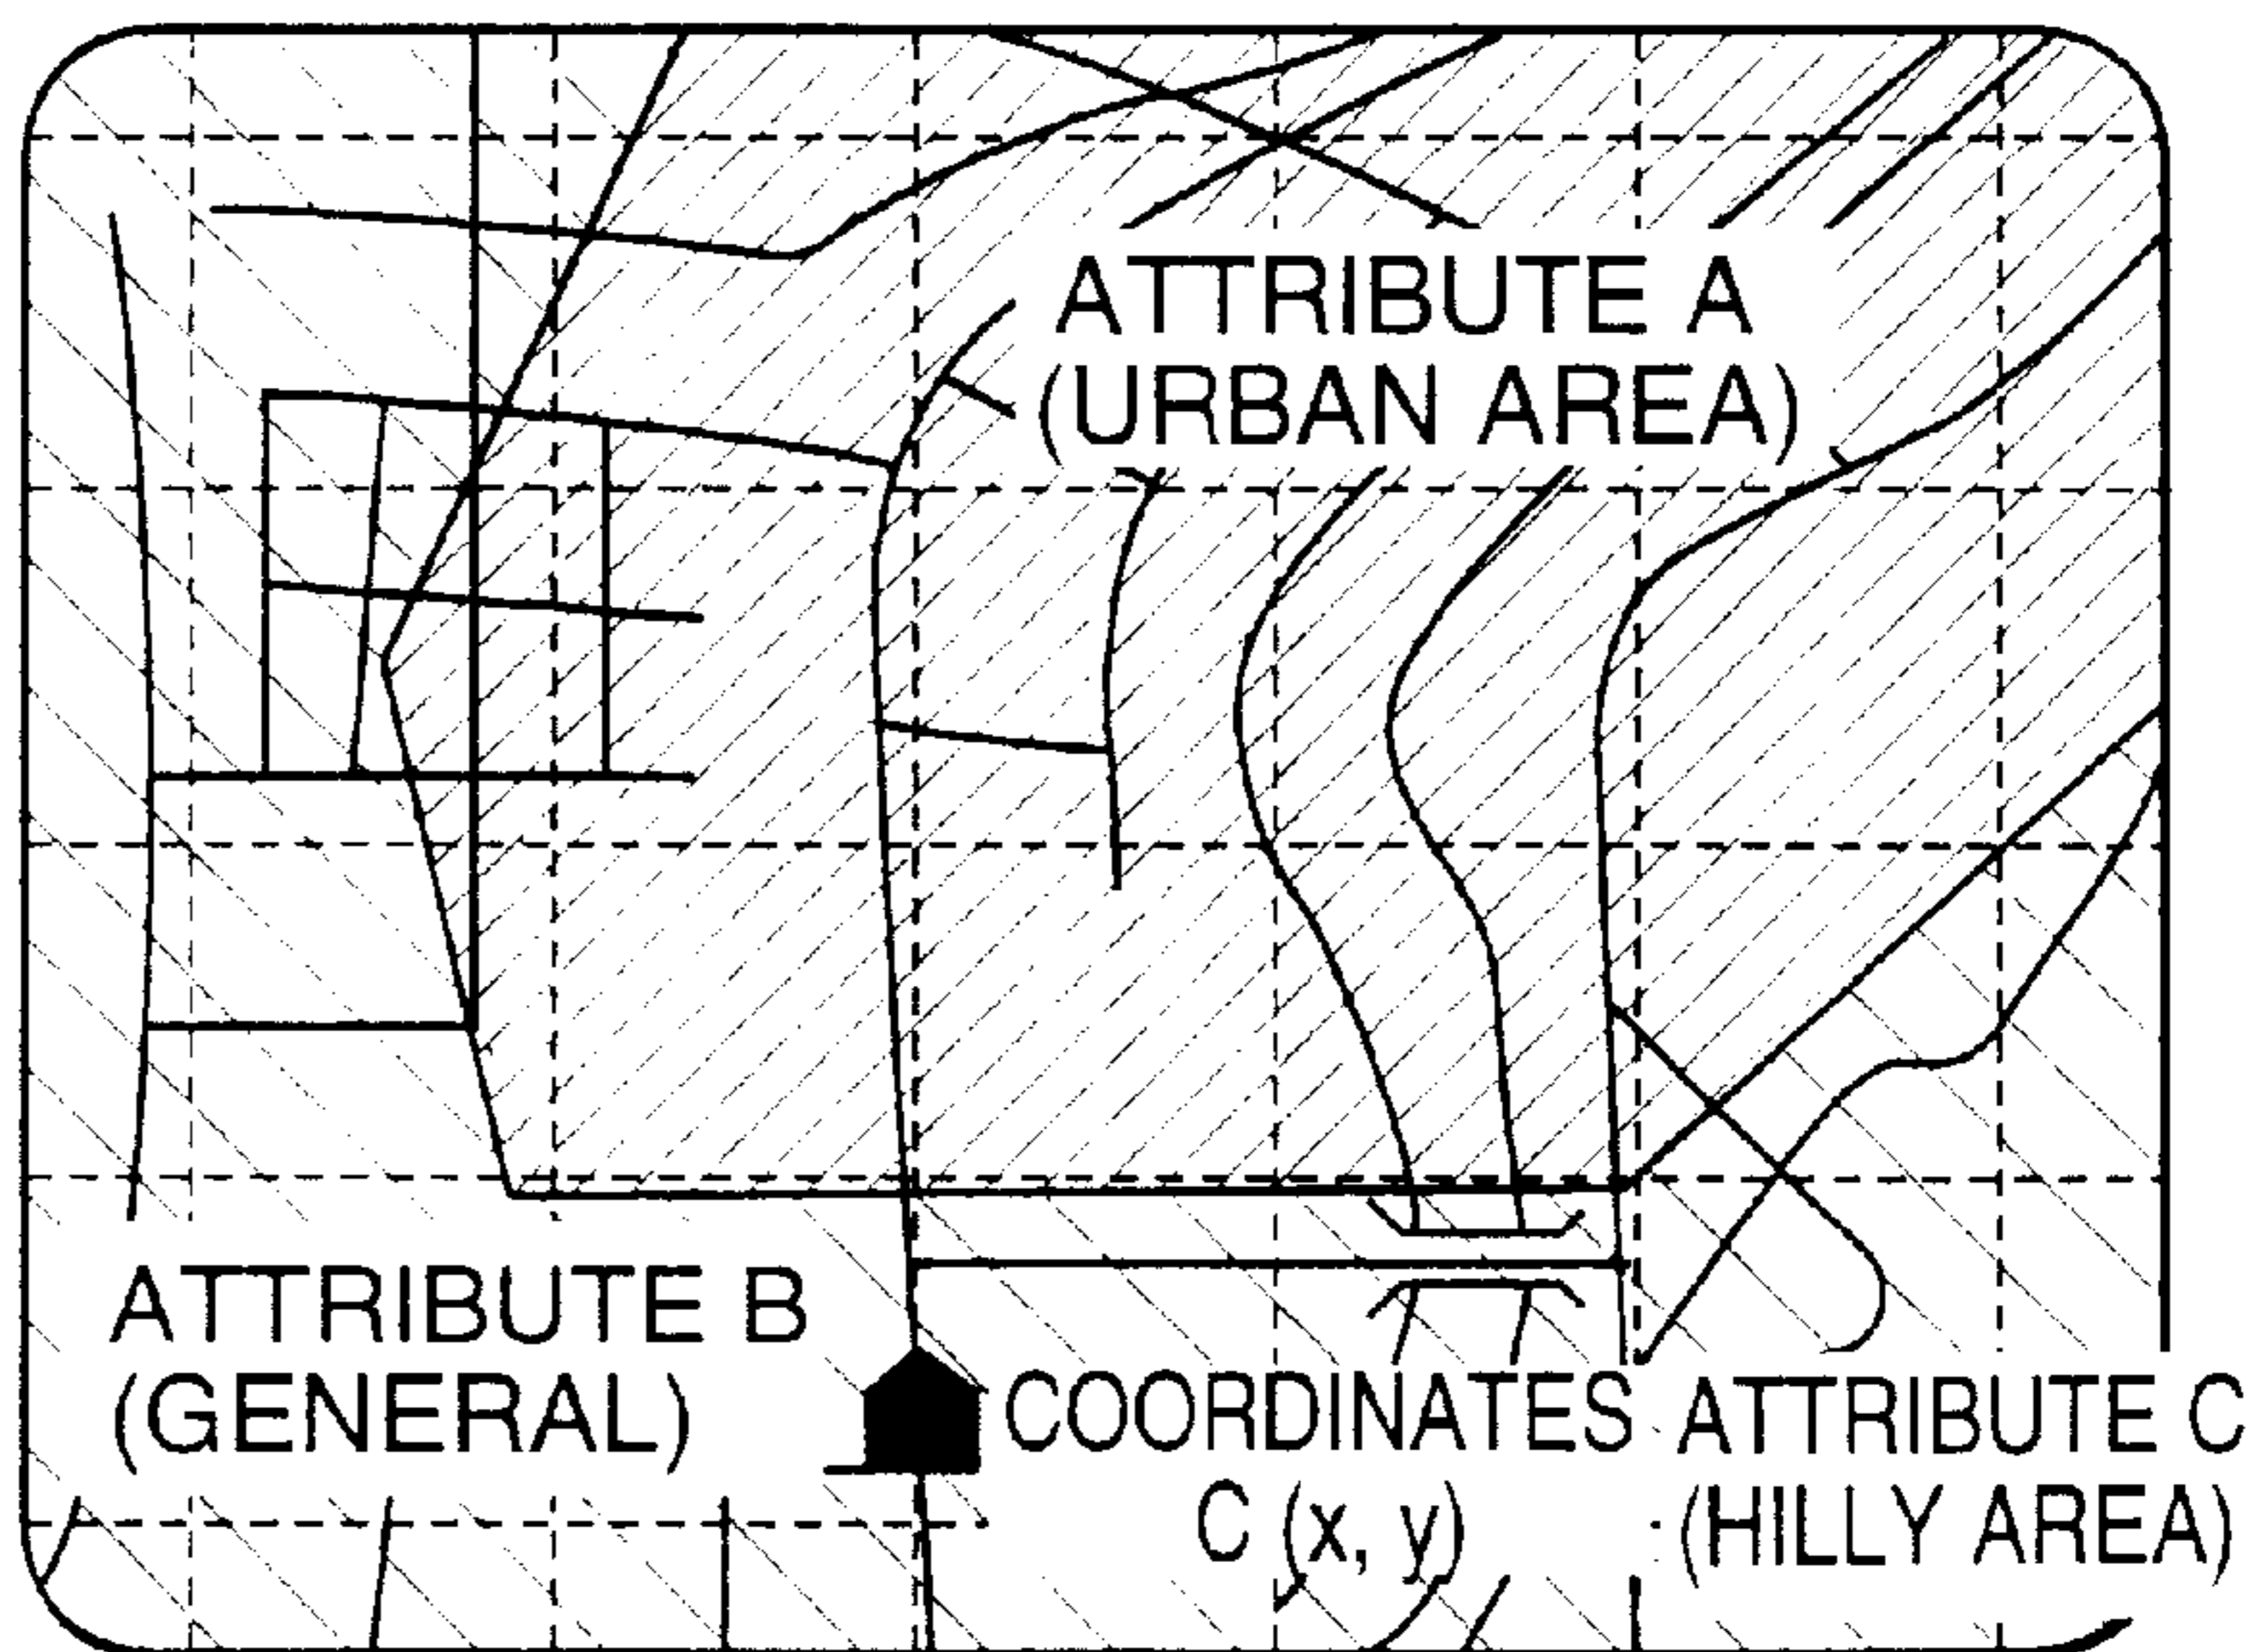 ATTRIBUTE A
(URBAN AREA)
ATTRIBUTE B
(GENERAL)
COORDINATES
C (x, y)
ATTRIBUTE C
(HILLY AREA)